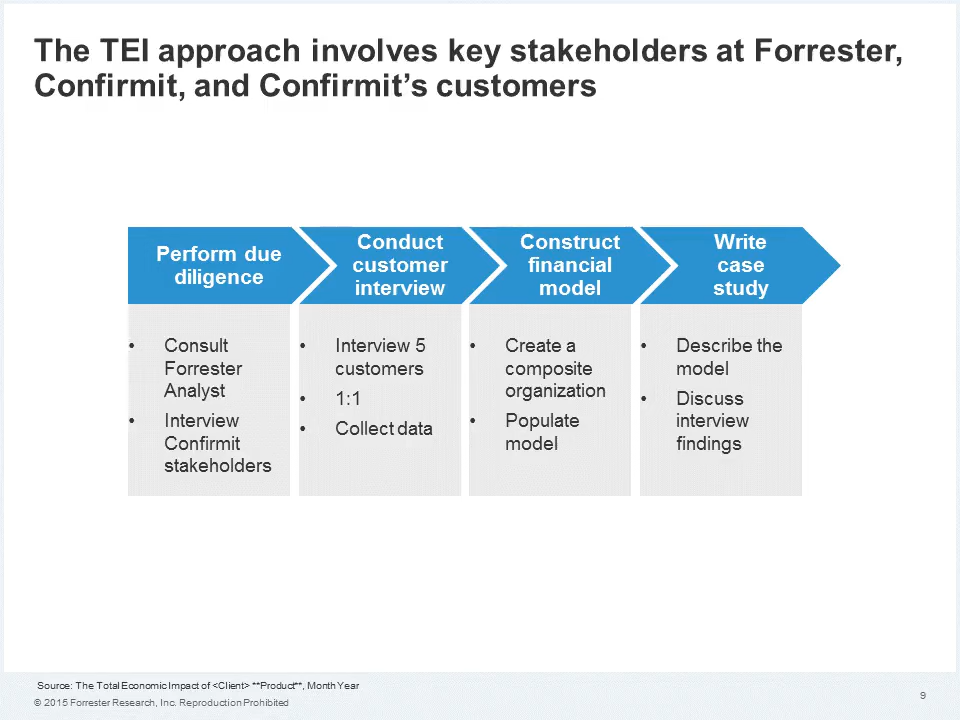 The TEI approach involves key stakeholders at Forrester,
Confirmit, and Confirmit’s customers
Perform due
diligence
• Consult
Forrester
Analyst
• Interview
Confirmit
stakeholders
Conduct
customer
interview
• Interview 5
customers
• 1:1
• Collect data
Construct
financial
model
• Create a
composite
organization
• Populate
model
Write
case
study
• Describe the
model
• Discuss
interview
findings
Source: The Total Economic Impact of <Client> **Product**, Month Year
© 2015 Forrester Research, Inc. Reproduction Prohibited
9